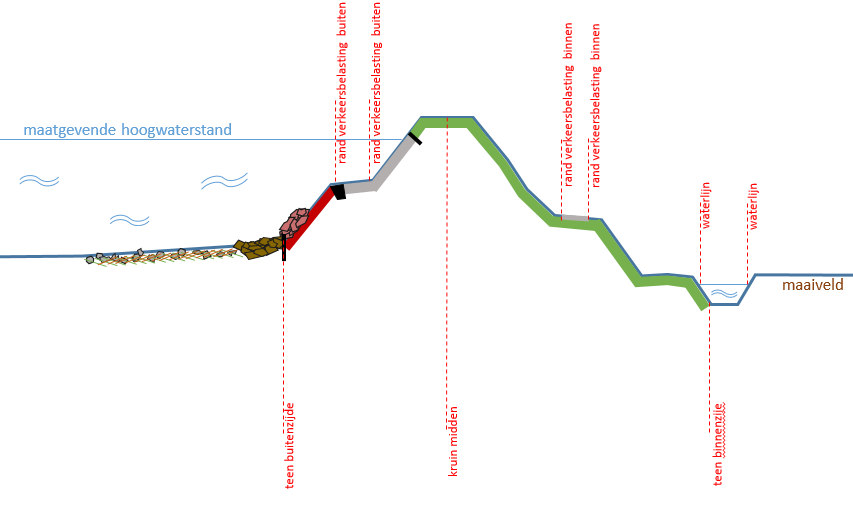 rand verkeersbelasting buiten
rand verkeersbelasting buiten
rand verkeersbelasting binnen
rand verkeersbelasting binnen
maatgevende hoogwaterstand
waterlijn
waterlijn
maaiveld
teen buitenzijde
kruin midden
teen binnenzije